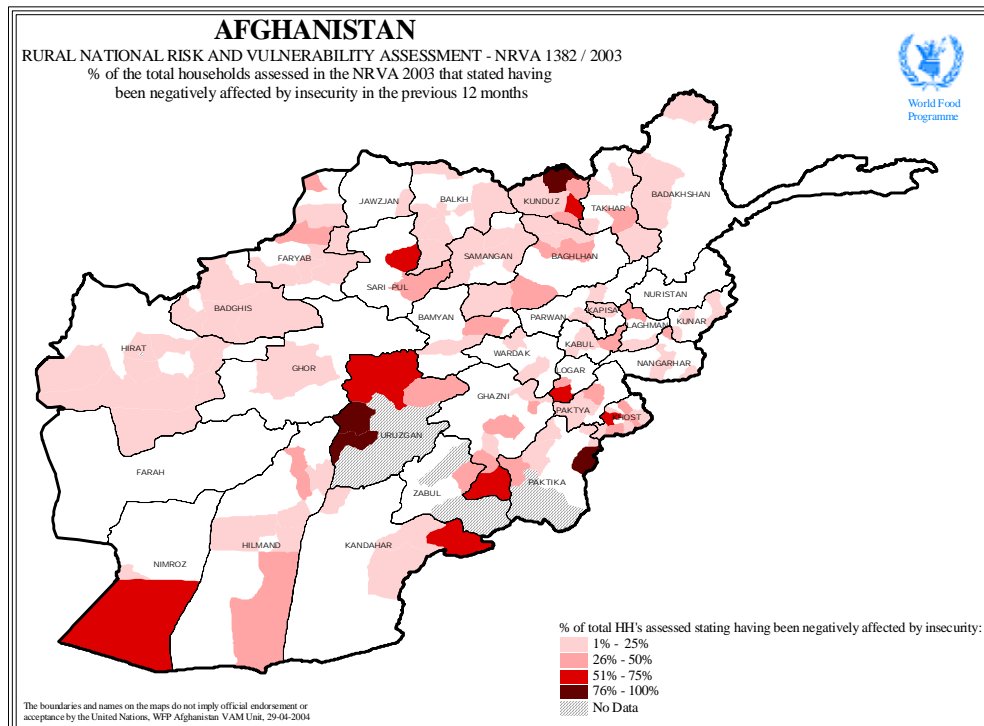 AFGHANISTAN
RURAL NATIONAL RISK AND VULNERABILITY ASSESSMENT - NRVA 1382 / 2003
% of the total households assessed in the NRVA 2003 that stated having
been negatively affected by insecurity in the previous 12 months
World Food
Programme
BADAKHSHAN
JAWZJAN
BALKH
KUNDUZ
TAKHAR
FARYAB
SAMANGAN
BAGHLHAN
SARI-PUL
NURISTAN
BADGHIS
BAMYAN
PARWAN
KAPISA
LAGHMAN
KUNAR
HIRAT
KABUL
WARDAK
NANGARHAR
GHOR
LOGAR
GHAZNI
PAKTYA
KHOST
URUZGAN
FARAH
PAKTIKA
ZABUL
HILMAND
KANDAHAR
NIMROZ
% of total HH's assessed stating having been negatively affected by insecurity:
1% - 25%
26% - 50%
51% - 75%
76% - 100%
No Data
The boundaries and names on the maps do not imply official endorsement or
acceptance by the United Nations, WFP Afghanistan VAM Unit, 29-04-2004